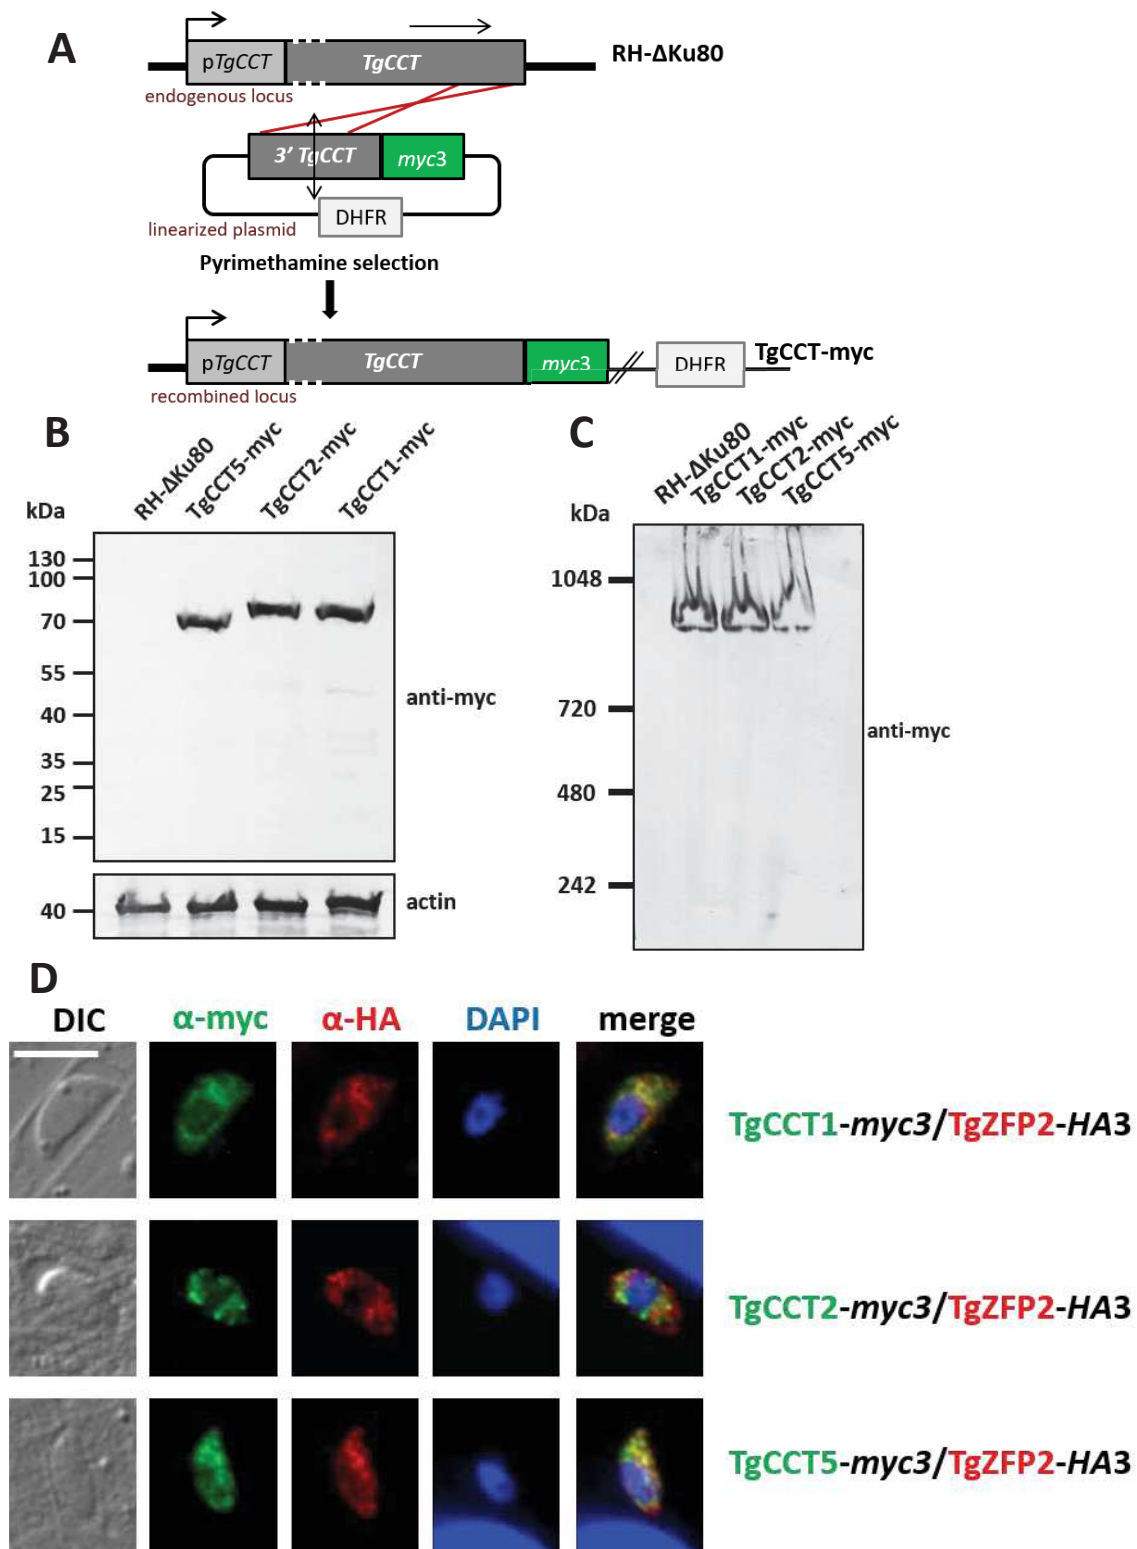 A
pTgCCT
TgCCT
RH-ΔKu80
endogenous locus
3’ TgCCT
myc3
linearized plasmid
DHFR
Pyrimethamine selection
pTgCCT
TgCCT
myc3
DHFR
TgCCT-myc
recombined locus
B
RH-ΔKu80
TgCCT5-myc
TgCCT2-myc
TgCCT1-myc
kDa
130
100
70
55
40
35
25
15
anti-myc
40
actin
C
RH-ΔKu80
TgCCT1-myc
TgCCT2-myc
TgCCT5-myc
kDa
1048
720
480
242
anti-myc
D
DIC
α-myc
α-HA
DAPI
merge
TgCCT1-myc3/TgZFP2-HA3
TgCCT2-myc3/TgZFP2-HA3
TgCCT5-myc3/TgZFP2-HA3